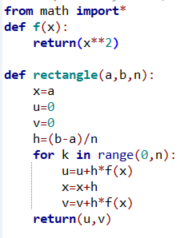 from math import*
def f(x):
    return(x**2)

def rectangle(a,b,n):
    x=a
    u=0
    v=0
    h=(b-a)/n
    for k in range(0,n):
        u=u+h*f(x)
        x=x+h
        v=v+h*f(x)
    return(u,v)